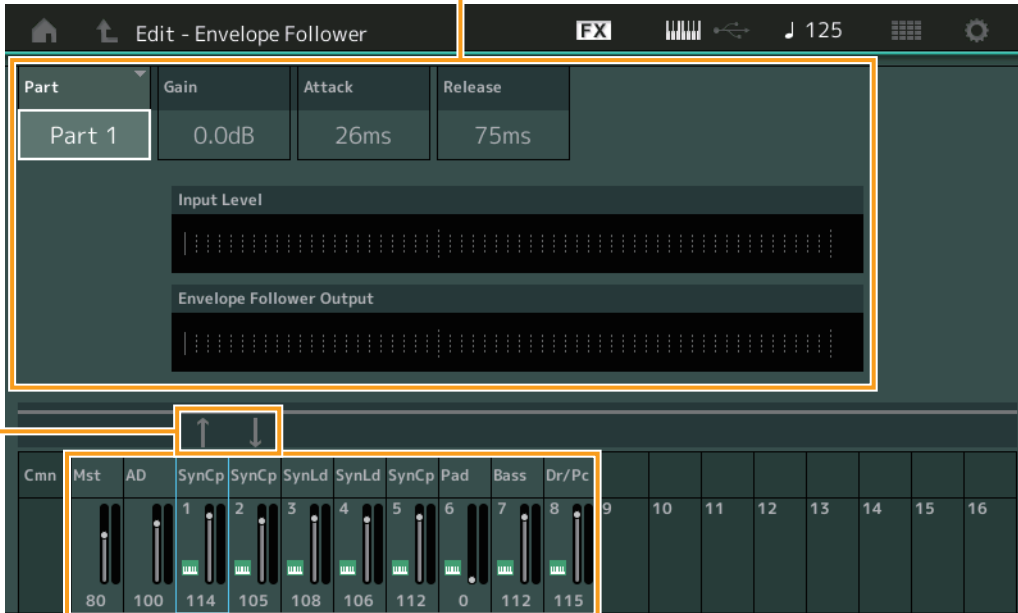 Edit - Envelope Follower FX ♩ 125
Part Gain Attack Release
Part 1 0.0dB 26ms 75ms
Input Level
Envelope Follower Output
↑ ↓
Cmn Mst AD SynCp SynCp SynLd SynLd SynCp Pad Bass Dr/Pc
1 2 3 4 5 6 7 8 9 10 11 12 13 14 15 16
80 100 114 105 108 106 112 0 112 115